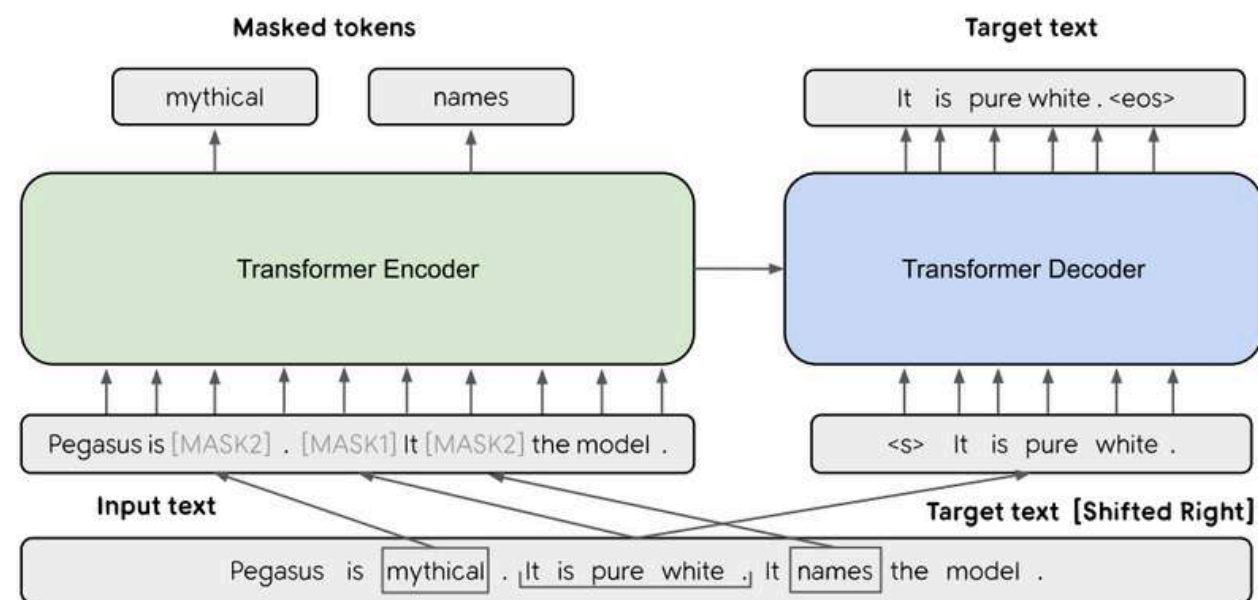 Masked tokens
Target text
mythical
names
It is pure white . <eos>
Transformer Encoder
Transformer Decoder
Pegasus is [MASK2] . [MASK1] It [MASK2] the model .
<s> It is pure white .
Input text
Target text [Shifted Right]
Pegasus is mythical . It is pure white . It names the model .